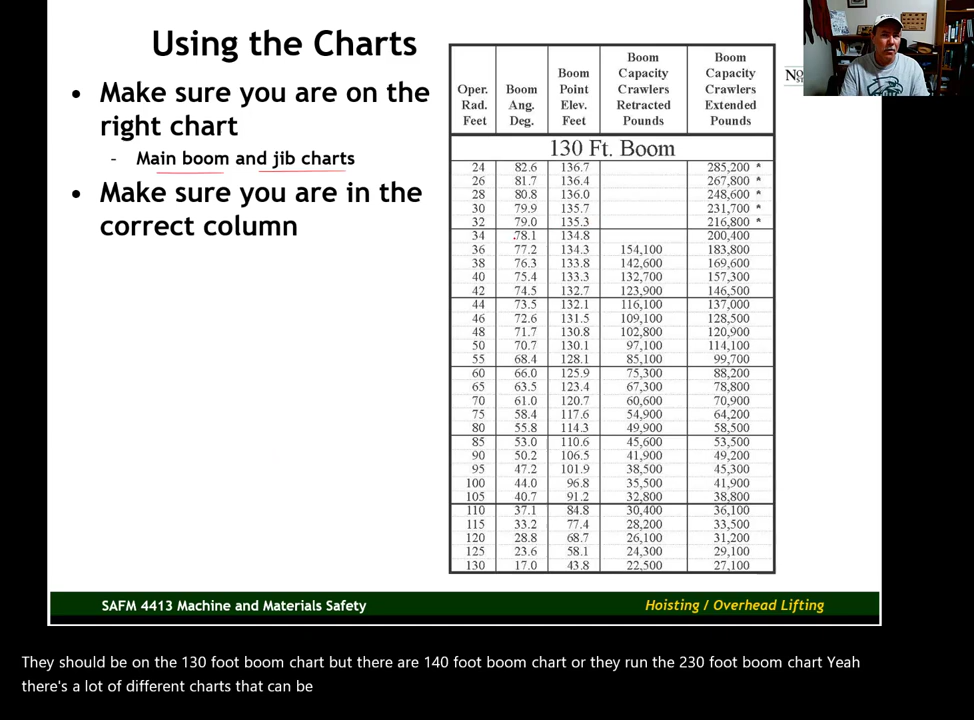 Using the Charts
• Make sure you are on the
right chart
- Main boom and jib charts
• Make sure you are in the
correct column
Oper. Rad. Feet | Boom Ang. Deg. | Boom Point Elev. Feet | Boom Capacity Crawlers Retracted Pounds | Boom Capacity Crawlers Extended Pounds
130 Ft. Boom
24 82.6 136.7 285,200 *
26 81.7 136.4 267,800 *
28 80.8 136.0 248,600 *
30 79.9 135.7 231,700 *
32 79.0 135.3 216,800 *
34 78.1 134.8 200,400
36 77.2 134.3 154,100 183,800
38 76.3 133.8 142,600 169,600
40 75.4 133.3 132,700 157,300
42 74.5 132.7 123,900 146,500
44 73.5 132.1 116,100 137,000
46 72.6 131.5 109,100 128,500
48 71.7 130.8 102,800 120,900
50 70.7 130.1 97,100 114,100
55 68.4 128.1 85,100 99,700
60 66.0 125.9 75,300 88,200
65 63.5 123.4 67,300 78,800
70 61.0 120.7 60,600 70,900
75 58.4 117.6 54,900 64,200
80 55.8 114.3 49,900 58,500
85 53.0 110.6 45,600 53,500
90 50.2 106.5 41,900 49,200
95 47.2 101.9 38,500 45,300
100 44.0 96.8 35,500 41,900
105 40.7 91.2 32,800 38,800
110 37.1 84.8 30,400 36,100
115 33.2 77.4 28,200 33,500
120 28.8 68.7 26,100 31,200
125 23.6 58.1 24,300 29,100
130 17.0 43.8 22,500 27,100
SAFM 4413 Machine and Materials Safety
Hoisting / Overhead Lifting
They should be on the 130 foot boom chart but there are 140 foot boom chart or they run the 230 foot boom chart Yeah
there's a lot of different charts that can be